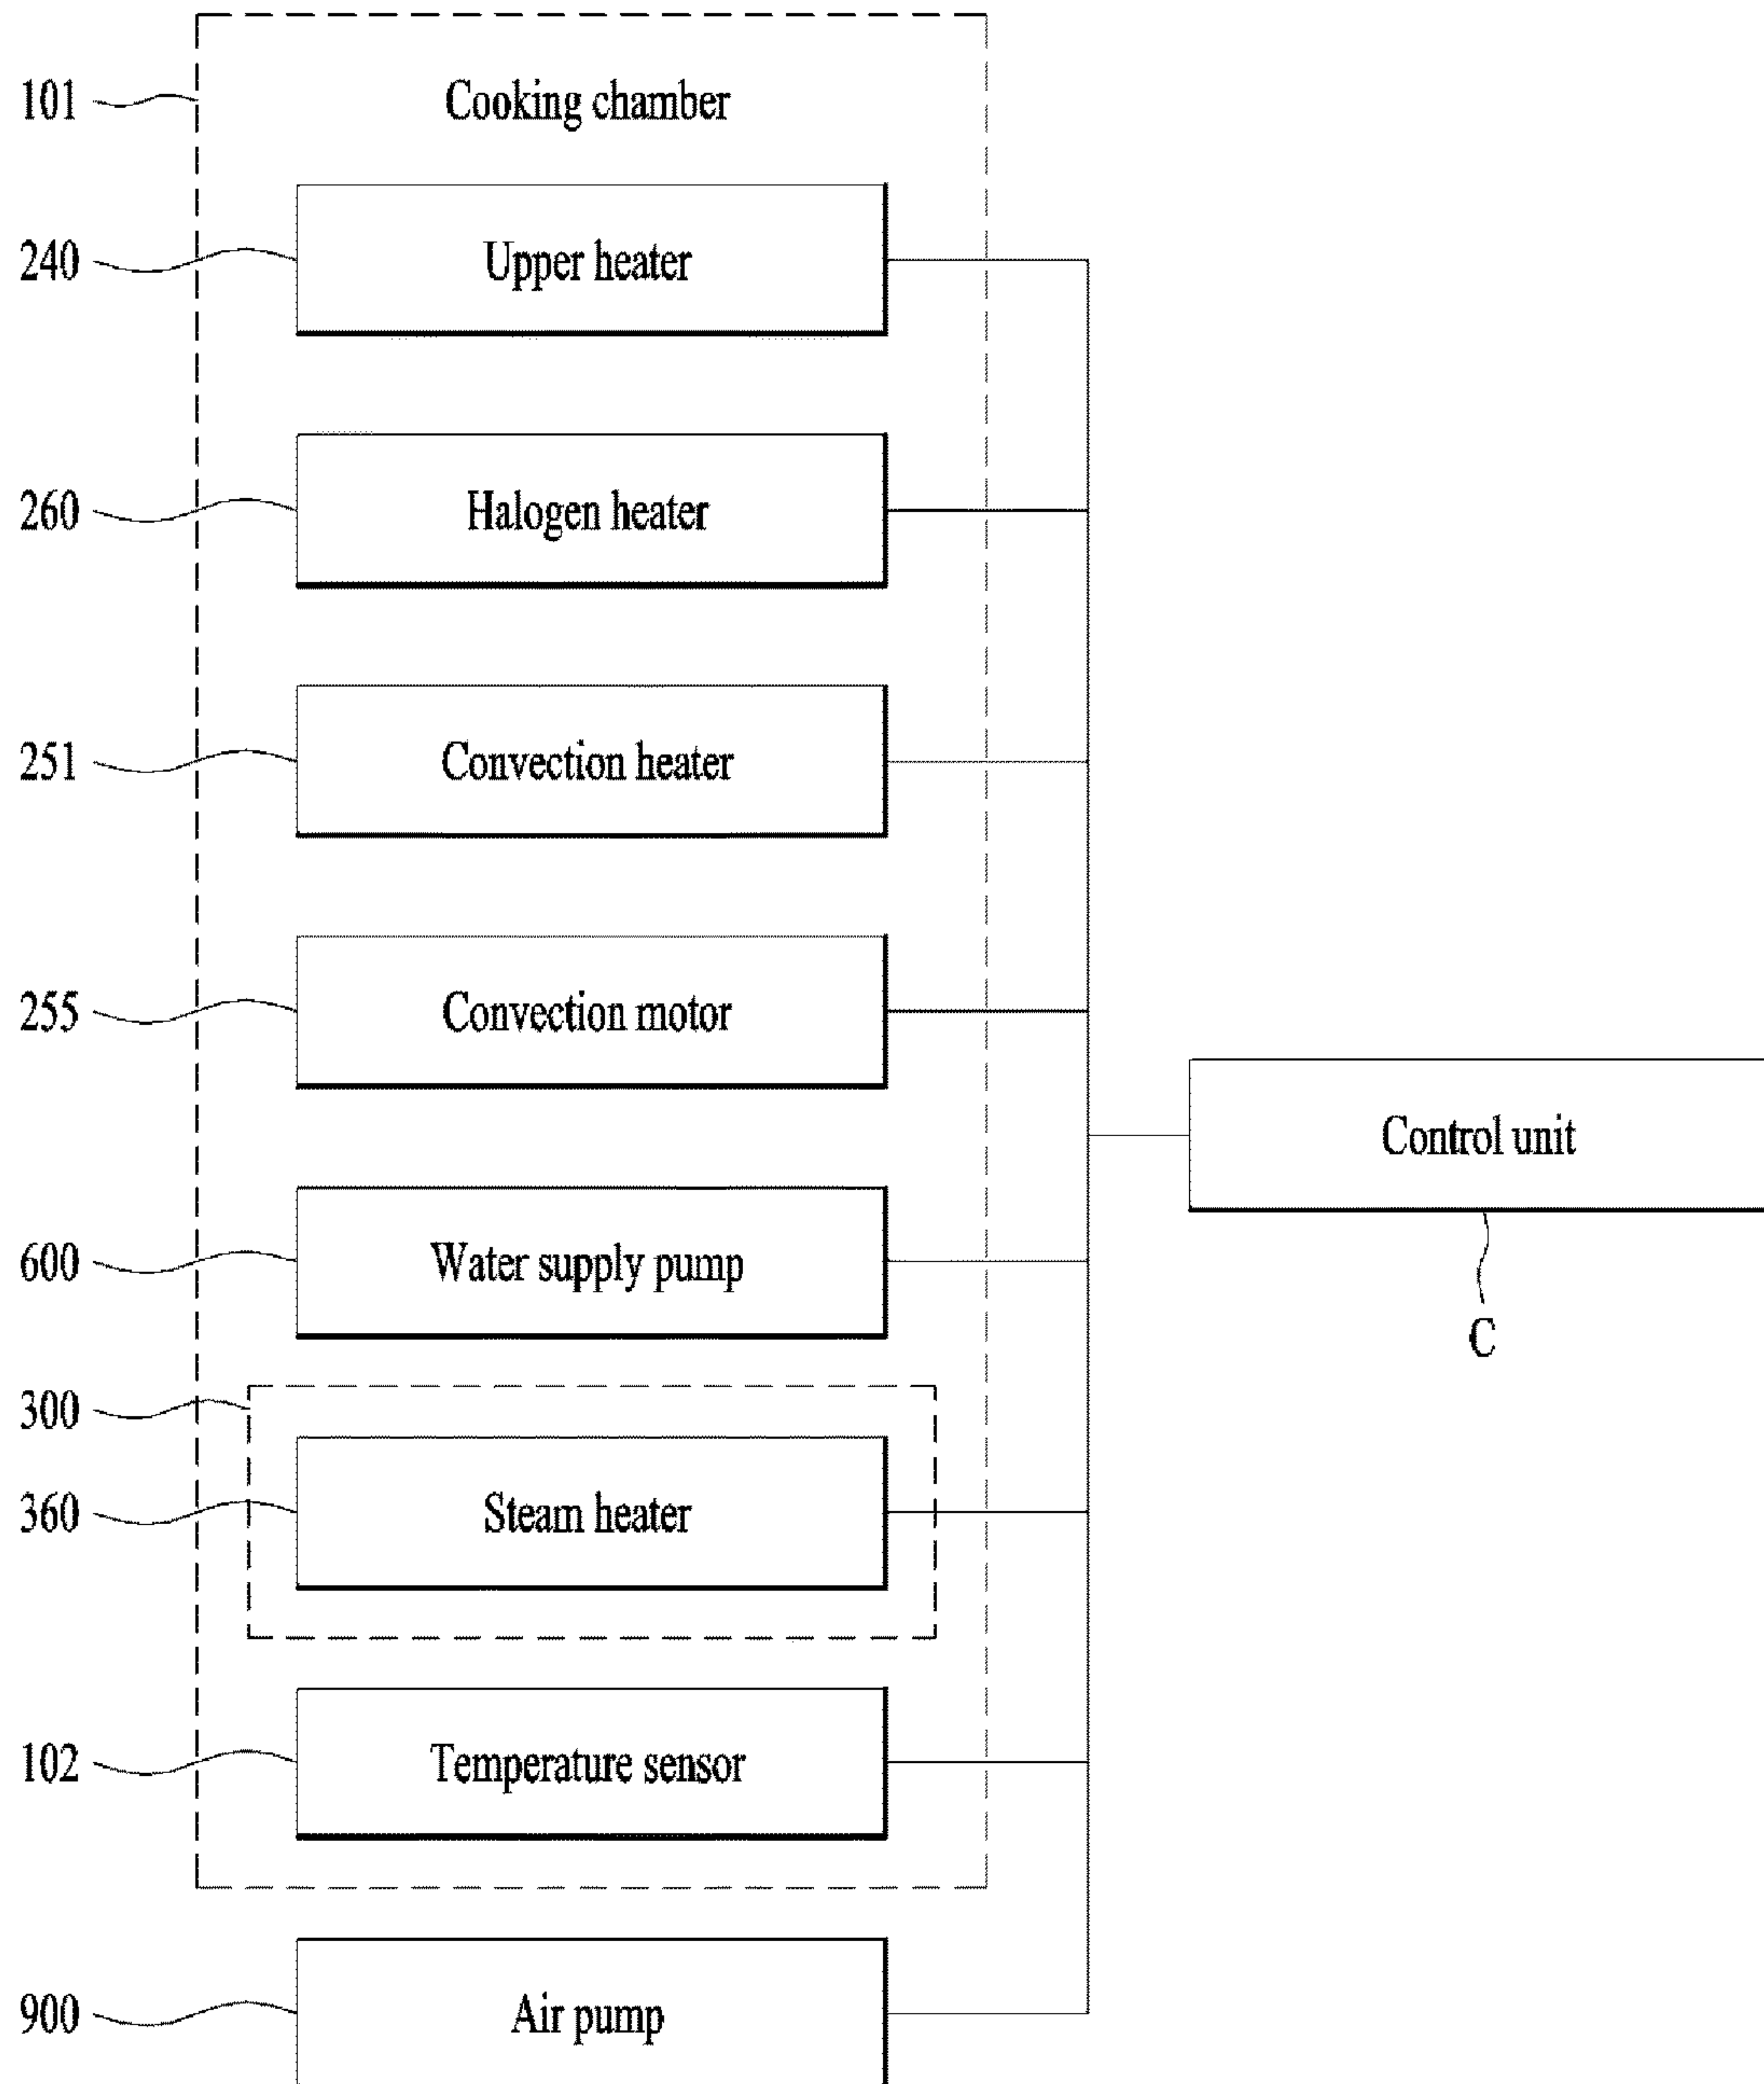 101 Cooking chamber
240 Upper heater
260 Halogen heater
251 Convection heater
255 Convection motor
Control unit
600 Water supply pump
C
300
360 Steam heater
102 Temperature sensor
900 Air pump